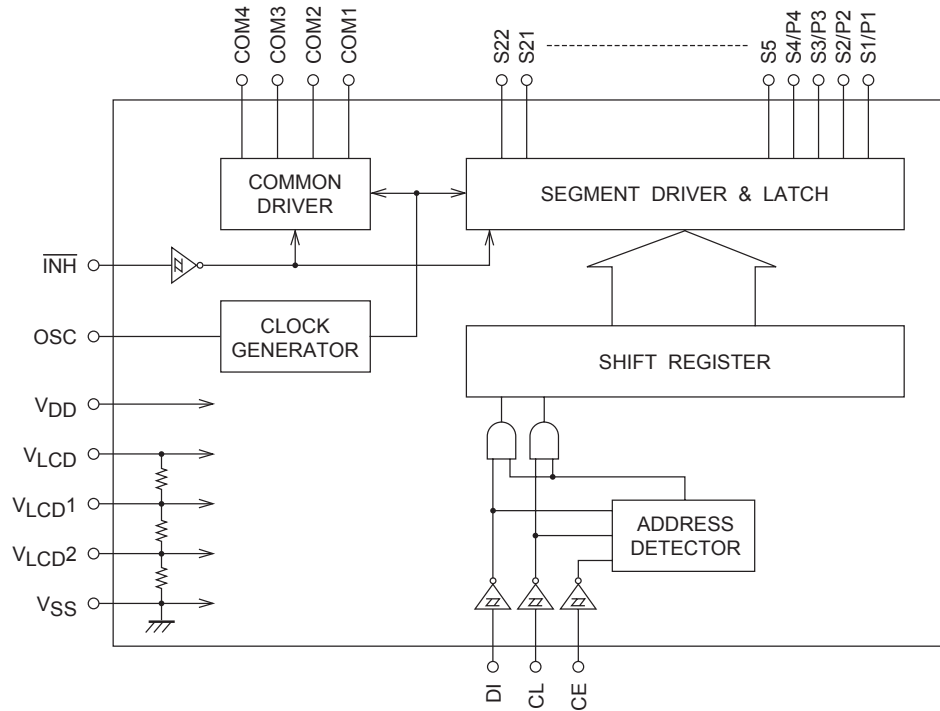 COM4
COM3
COM2
COM1
S22
S21
S5
S4/P4
S3/P3
S2/P2
S1/P1
COMMON
DRIVER
SEGMENT DRIVER & LATCH
INH
OSC
CLOCK
GENERATOR
SHIFT REGISTER
VDD
VLCD
VLCD1
VLCD2
VSS
ADDRESS
DETECTOR
DI
CL
CE